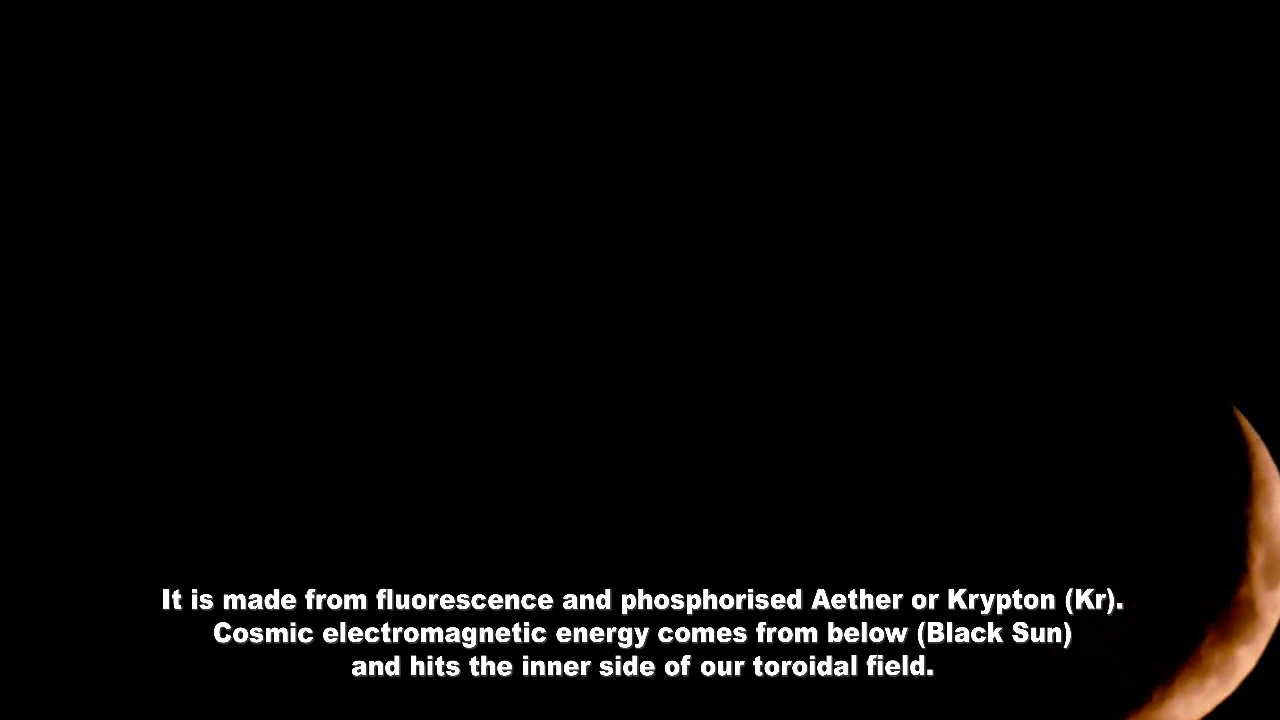 It is made from fluorescence and phosphorised Aether or Krypton (Kr).
Cosmic electromagnetic energy comes from below (Black Sun)
and hits the inner side of our toroidal field.